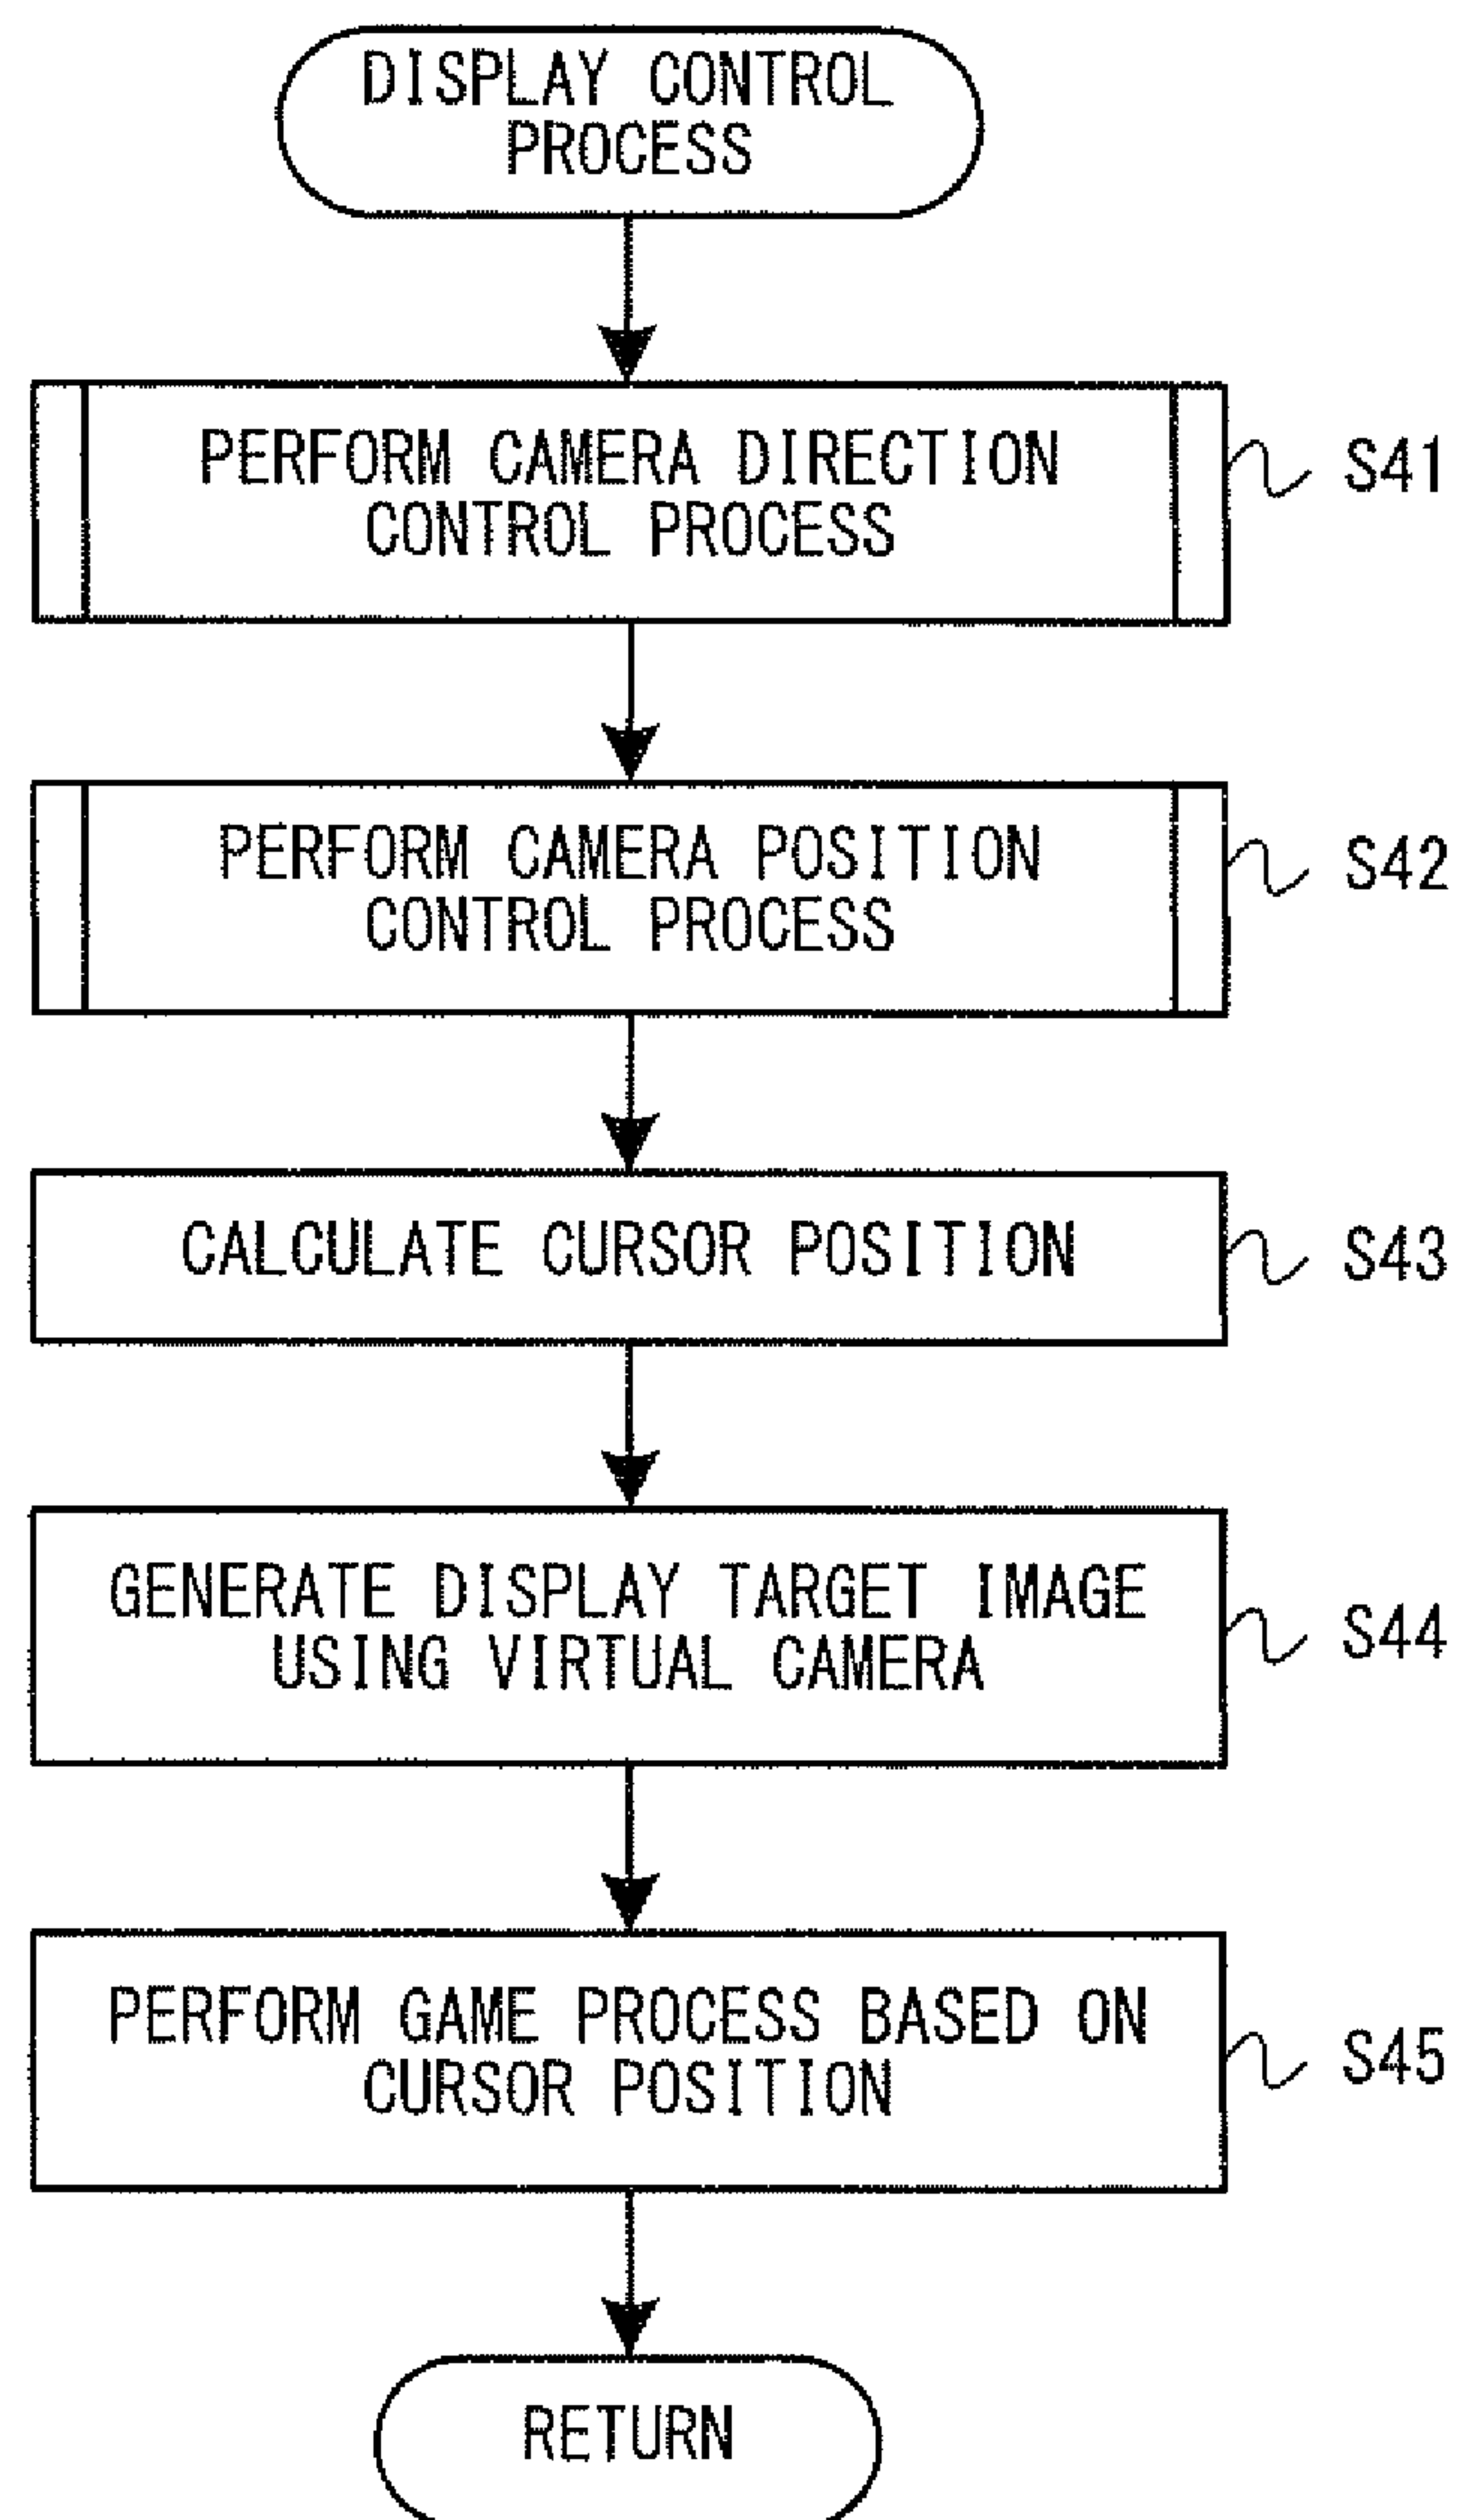 DISPLAY CONTROL
PROCESS
PERFORM CAMERA DIRECTION
CONTROL PROCESS
S41
PERFORM CAMERA POSITION
CONTROL PROCESS
S42
CALCULATE CURSOR POSITION
S43
GENERATE DISPLAY TARGET IMAGE
USING VIRTUAL CAMERA
S44
PERFORM GAME PROCESS BASED ON
CURSOR POSITION
S45
RETURN